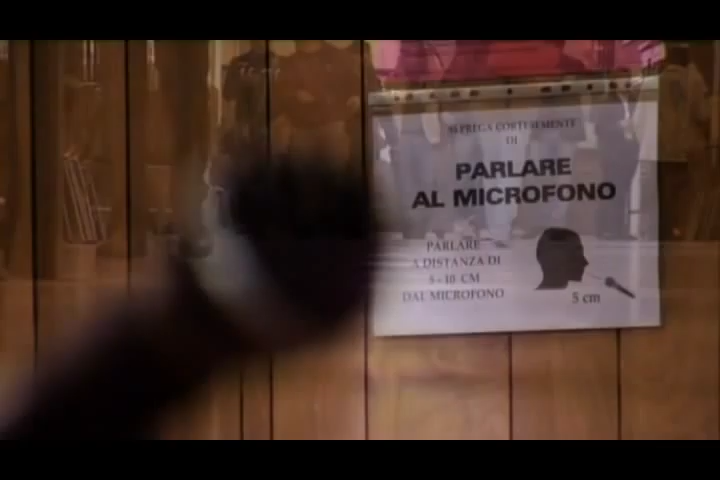 SI PREGA CORTESEMENTE
DI
PARLARE
AL MICROFONO
PARLARE
A DISTANZA DI
5 - 10 CM
DAL MICROFONO
5 cm